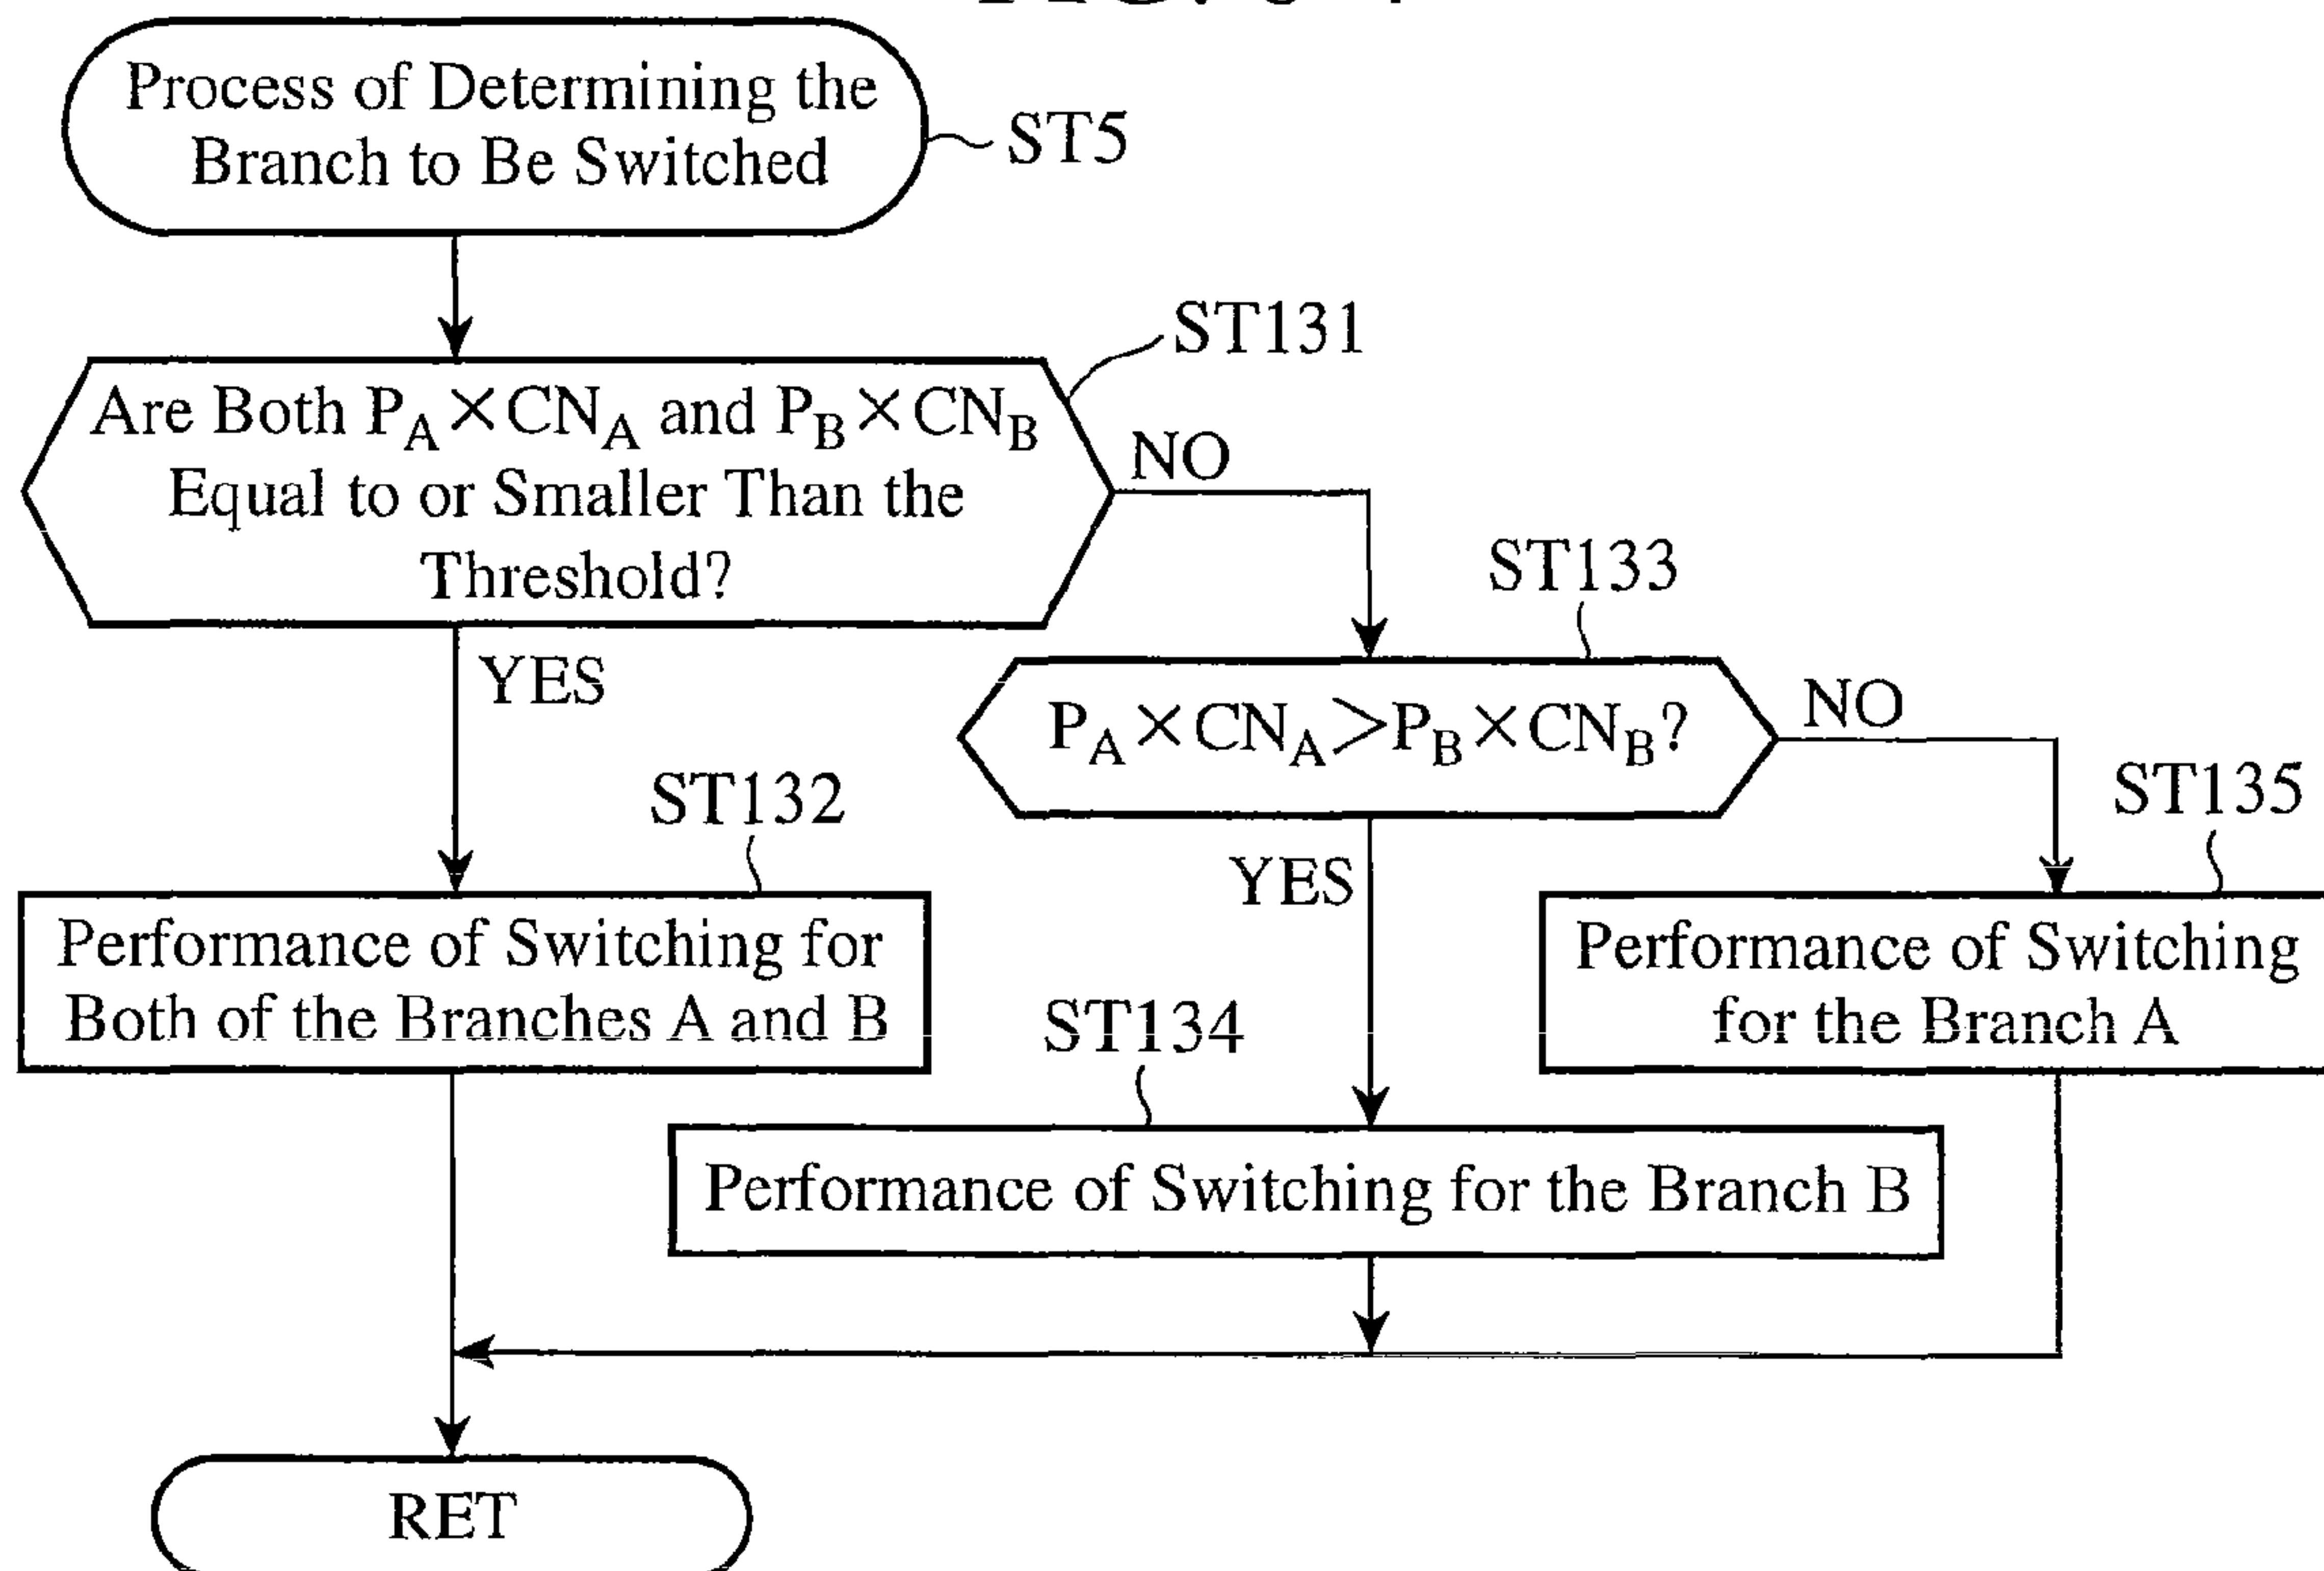 Process of Determining the
Branch to Be Switched
ST5
ST131
Are Both P_A×CN_A and P_B×CN_B
Equal to or Smaller Than the
Threshold?
NO
YES
ST133
P_A×CN_A>P_B×CN_B?
NO
YES
ST132
Performance of Switching for
Both of the Branches A and B
ST135
Performance of Switching
for the Branch A
ST134
Performance of Switching for the Branch B
RET